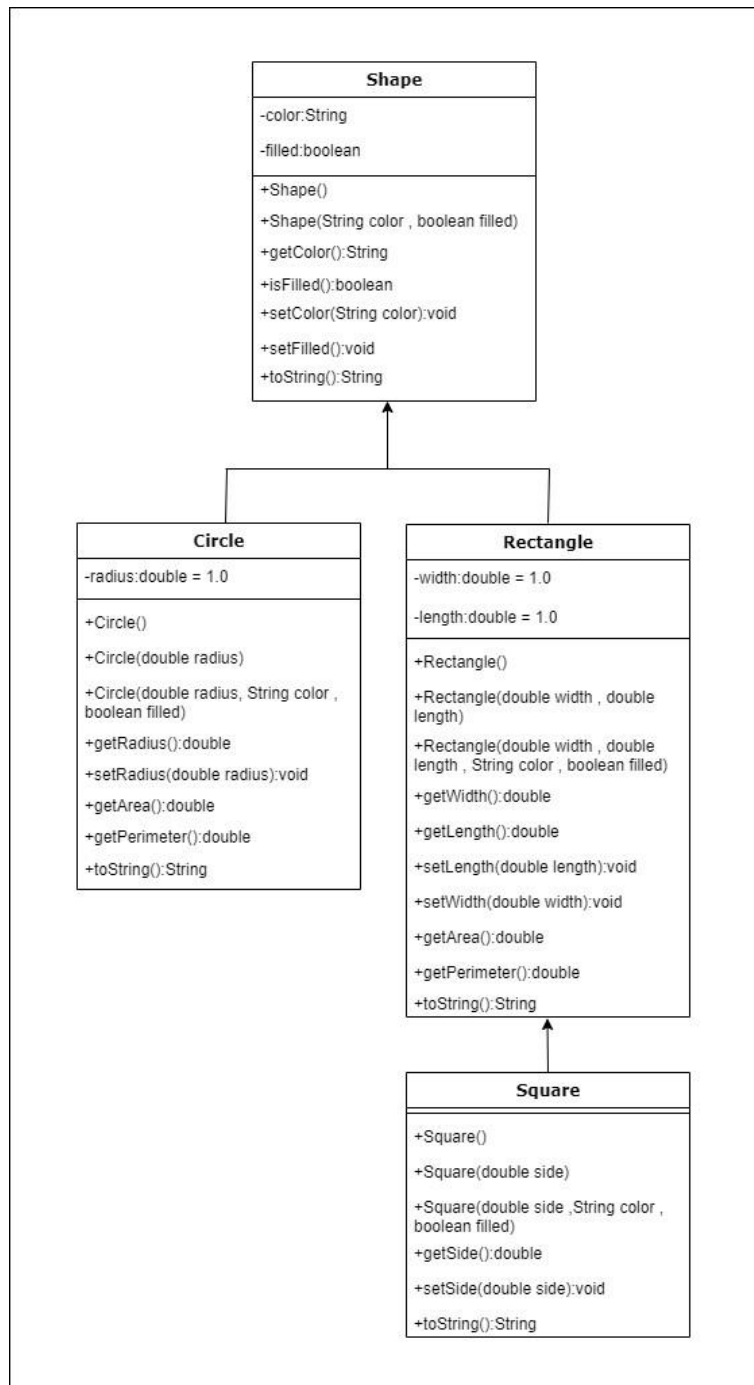 Shape
-color:String
-filled:boolean
+Shape()
+Shape(String color , boolean filled)
+getColor():String
+isFilled():boolean
+setColor(String color):void
+setFilled():void
+toString():String
Circle
-radius:double = 1.0
+Circle()
+Circle(double radius)
+Circle(double radius, String color ,
boolean filled)
+getRadius():double
+setRadius(double radius):void
+getArea():double
+getPerimeter():double
+toString():String
Rectangle
-width:double = 1.0
-length:double = 1.0
+Rectangle()
+Rectangle(double width , double
length)
+Rectangle(double width , double
length , String color , boolean filled)
+getWidth():double
+getLength():double
+setLength(double length):void
+setWidth(double width):void
+getArea():double
+getPerimeter():double
+toString():String
Square
+Square()
+Square(double side)
+Square(double side ,String color ,
boolean filled)
+getSide():double
+setSide(double side):void
+toString():String